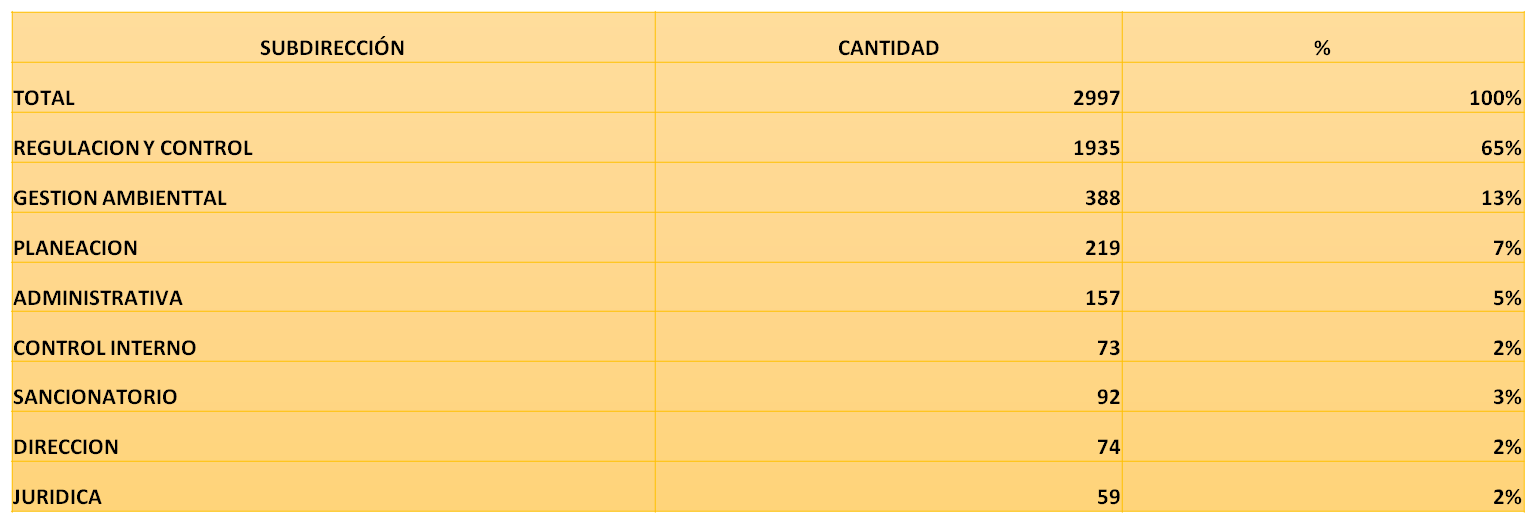 SUBDIRECCIÓN CANTIDAD %
TOTAL 2997 100%
REGULACION Y CONTROL 1935 65%
GESTION AMBIENTTAL 388 13%
PLANEACION 219 7%
ADMINISTRATIVA 157 5%
CONTROL INTERNO 73 2%
SANCIONATORIO 92 3%
DIRECCION 74 2%
JURIDICA 59 2%